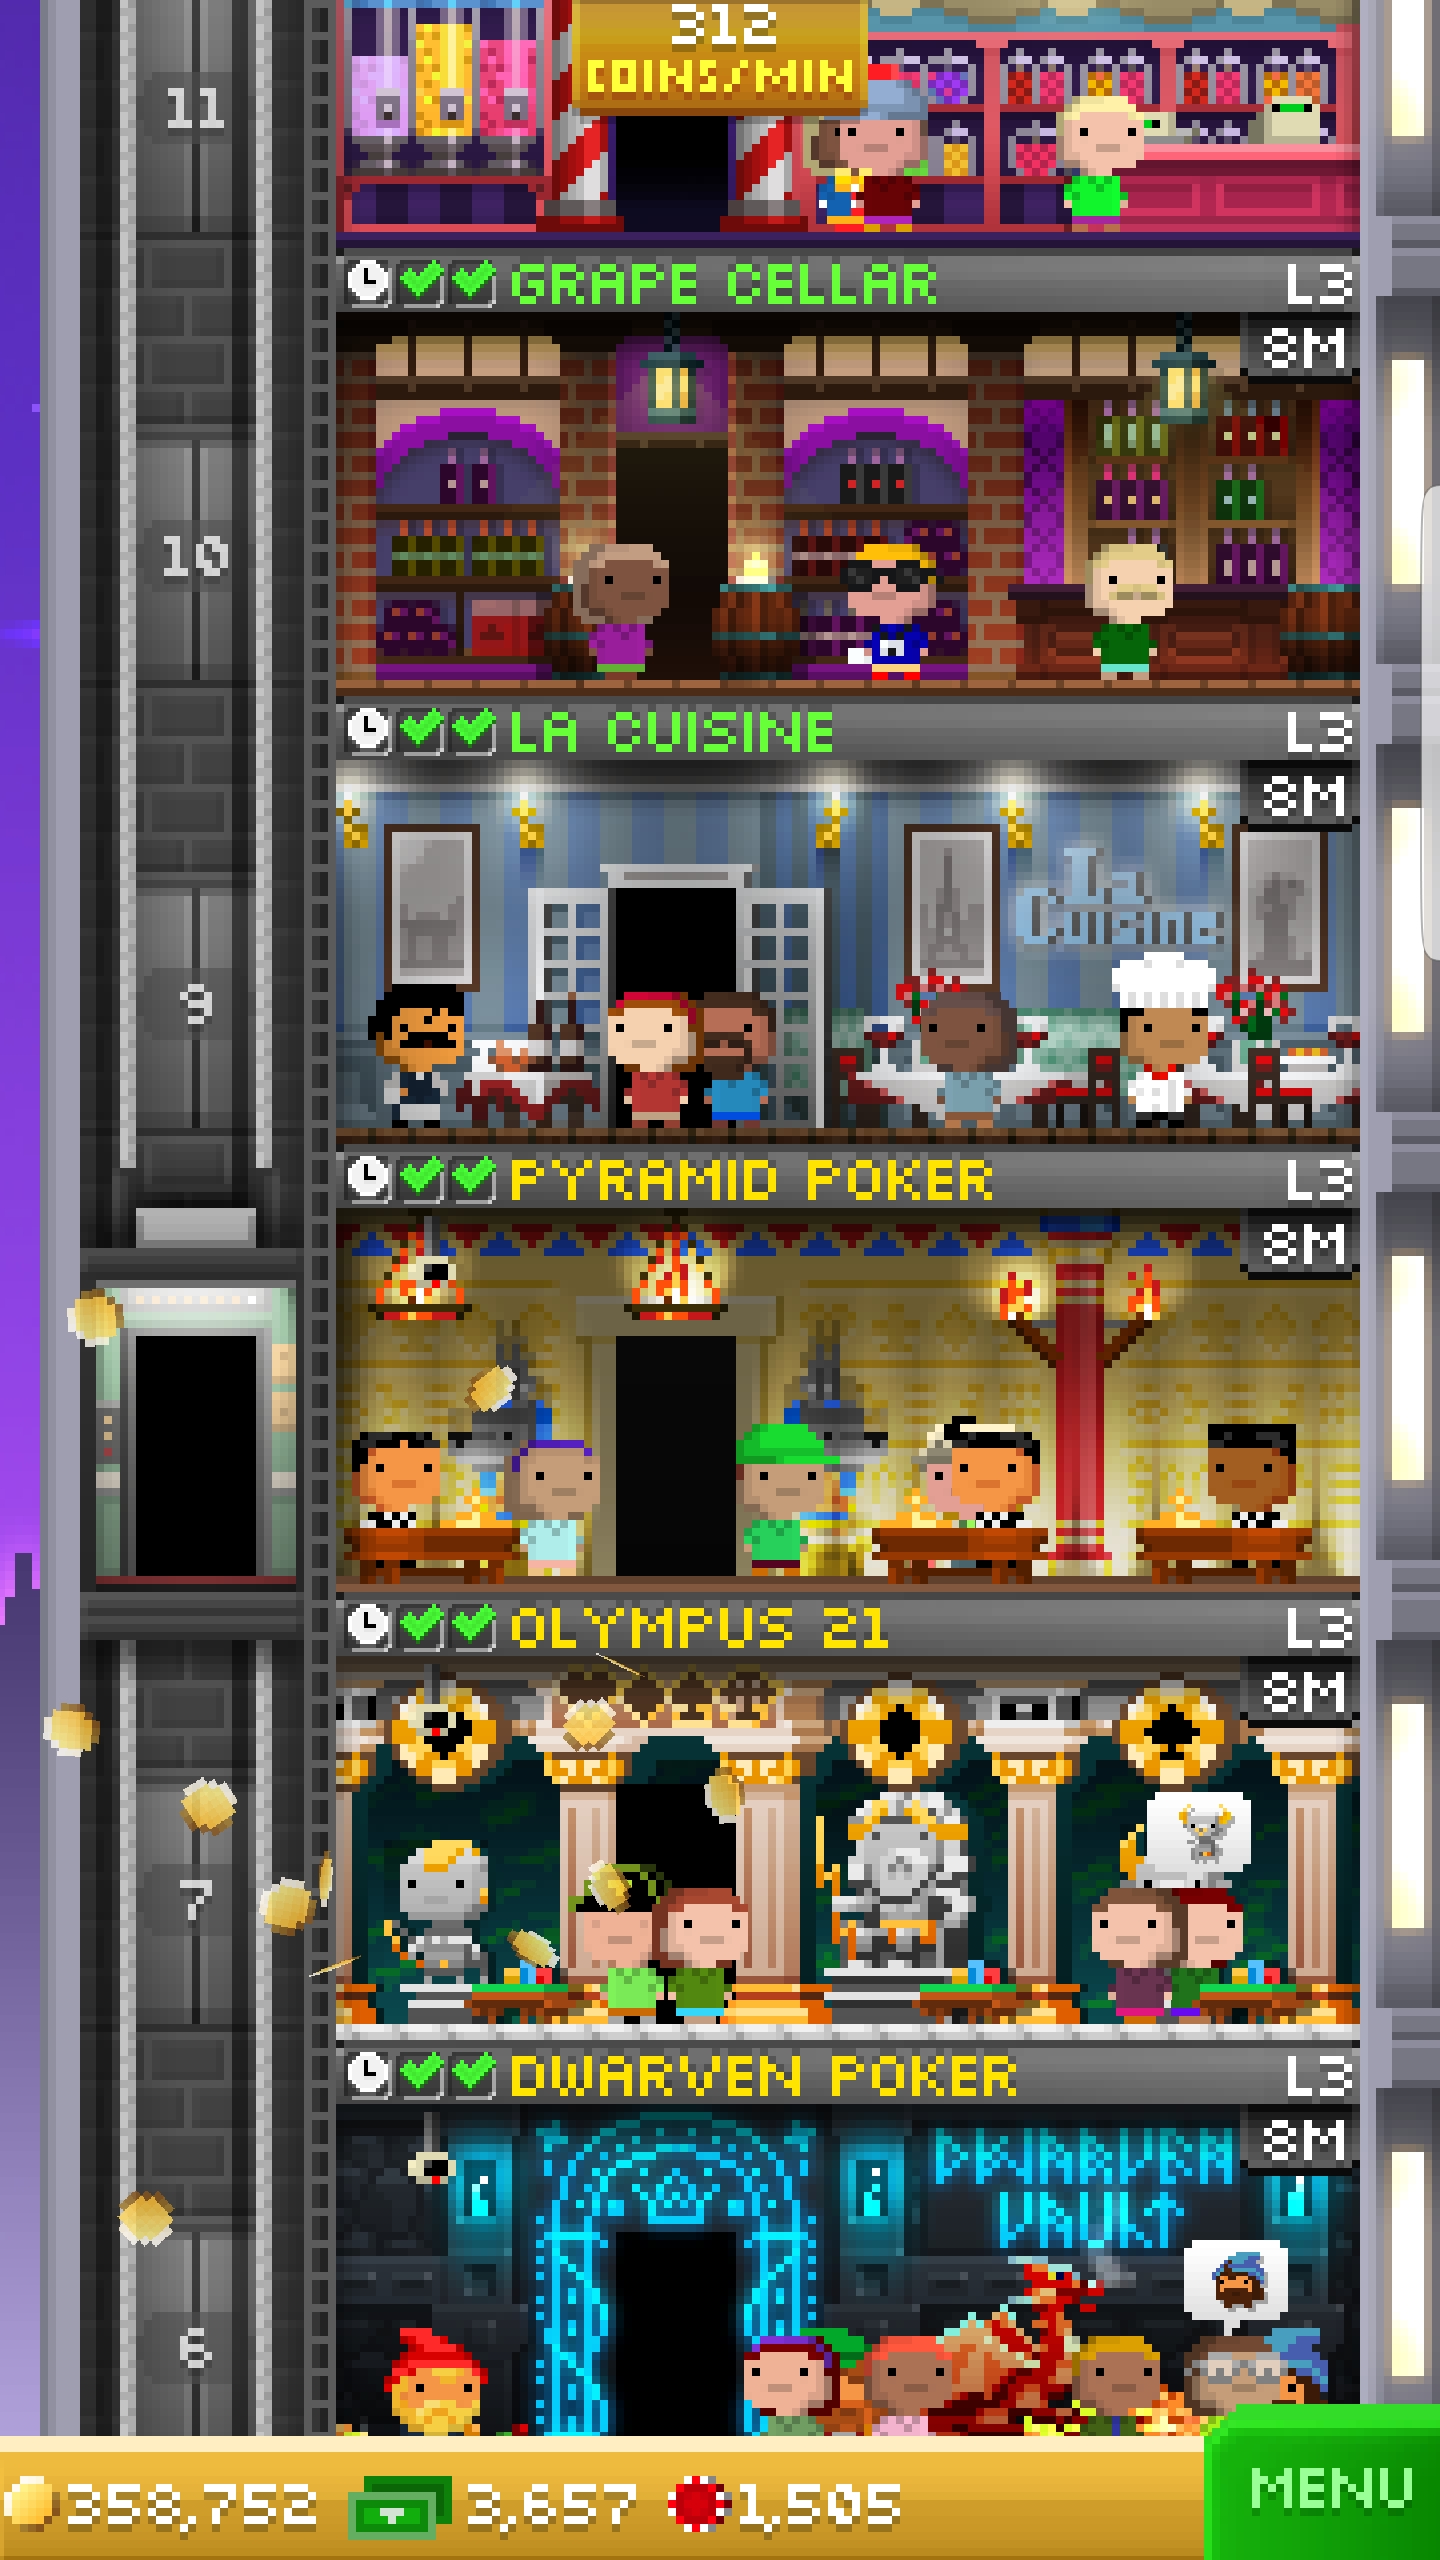 312
COINS/MIN
11
GRAPE CELLAR L3
8M
10
LA CUISINE L3
8M
La
Cuisine
9
PYRAMID POKER L3
8M
OLYMPUS 21 L3
8M
7
DWARVEN POKER L3
8M
DWARVEN
VAULT
6
358,752 3,657 1,505
MENU